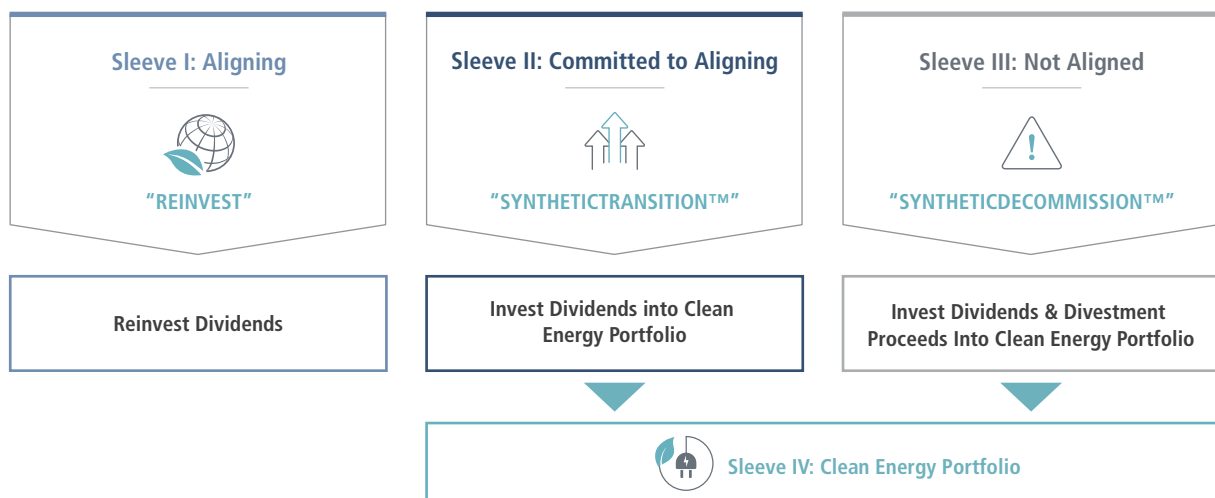 Sleeve I: Aligning
"REINVEST"
Reinvest Dividends
Sleeve II: Committed to Aligning
"SYNTHETICTRANSITION™"
Invest Dividends into Clean
Energy Portfolio
Sleeve III: Not Aligned
!
"SYNTHETICDECOMMISSION™"
Invest Dividends & Divestment
Proceeds Into Clean Energy Portfolio
Sleeve IV: Clean Energy Portfolio